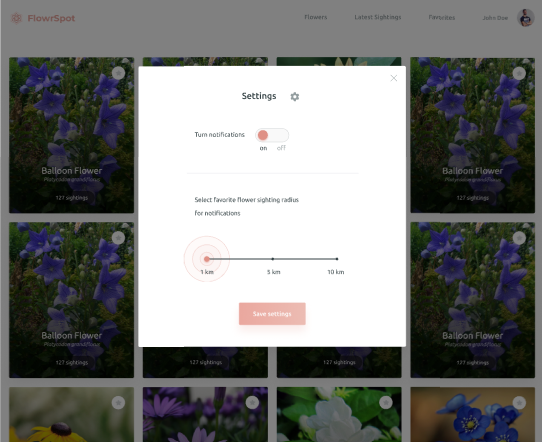 FlowrSpot
Flowers
Latest Sightings
Favorites
John Doe
Settings
Turn notifications
on off
Select favorite flower sighting radius
for notifications
1 km
5 km
10 km
Save settings
Balloon Flower
Platycodon grandiflorus
127 sightings
Balloon Flower
Platycodon grandiflorus
127 sightings
Balloon Flower
Platycodon grandiflorus
127 sightings
127 sightings
127 sightings
Balloon Flower
Platycodon grandiflorus
127 sightings